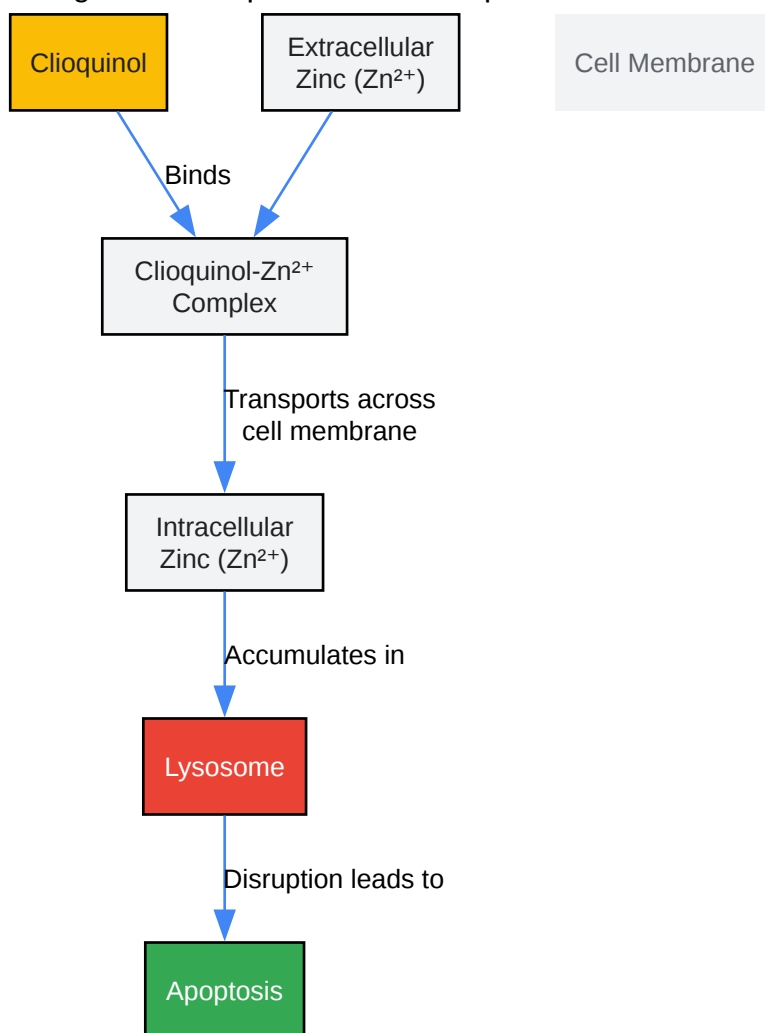 Clioquinol
Extracellular
Zinc (Zn²⁺)
Cell Membrane
Binds
Clioquinol-Zn²⁺
Complex
Transports across
cell membrane
Intracellular
Zinc (Zn²⁺)
Accumulates in
Lysosome
Disruption leads to
Apoptosis